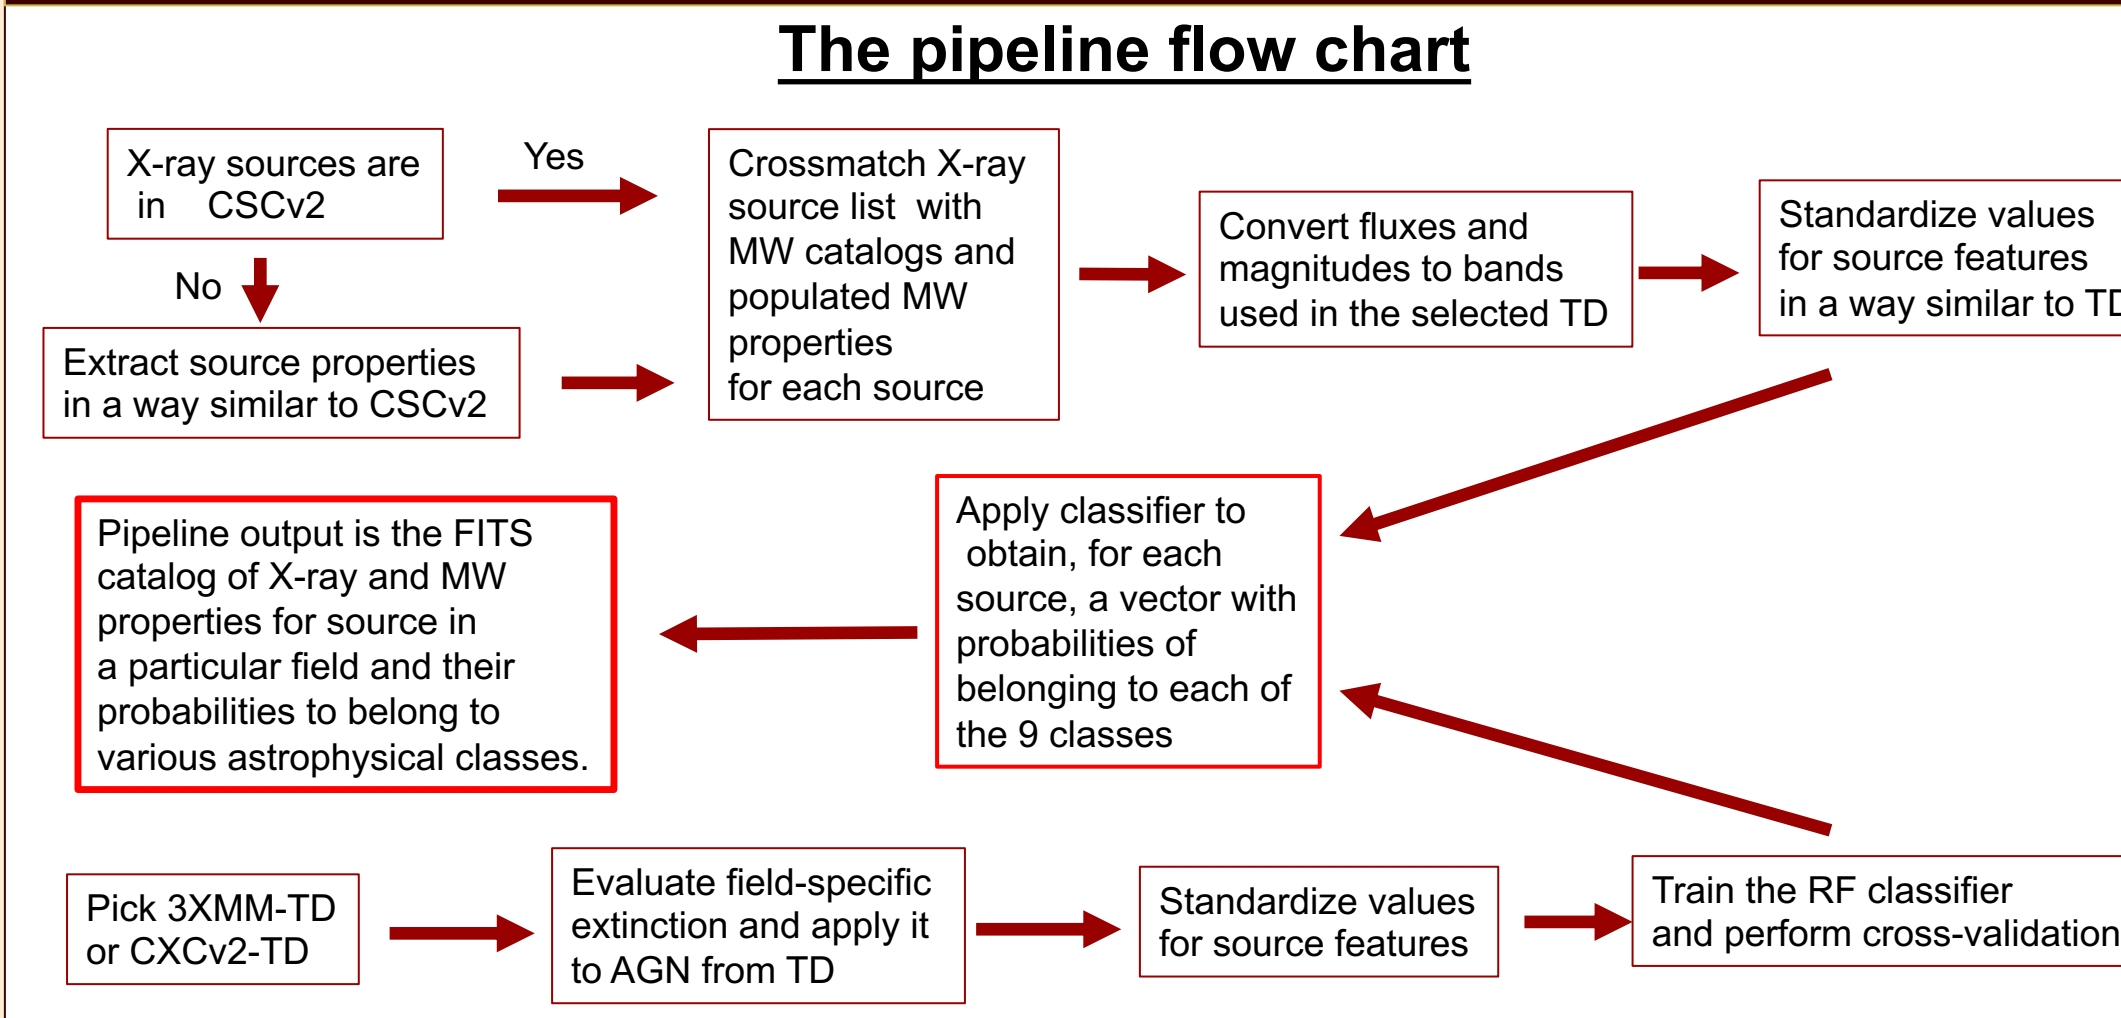 The pipeline flow chart
X-ray sources are
in CSCv2
Yes
No
Extract source properties
in a way similar to CSCv2
Crossmatch X-ray
source list with
MW catalogs and
populated MW
properties
for each source
Convert fluxes and
magnitudes to bands
used in the selected TD
Standardize values
for source features
in a way similar to TD
Apply classifier to
obtain, for each
source, a vector with
probabilities of
belonging to each of
the 9 classes
Pipeline output is the FITS
catalog of X-ray and MW
properties for source in
a particular field and their
probabilities to belong to
various astrophysical classes.
Pick 3XMM-TD
or CXCv2-TD
Evaluate field-specific
extinction and apply it
to AGN from TD
Standardize values
for source features
Train the RF classifier
and perform cross-validation